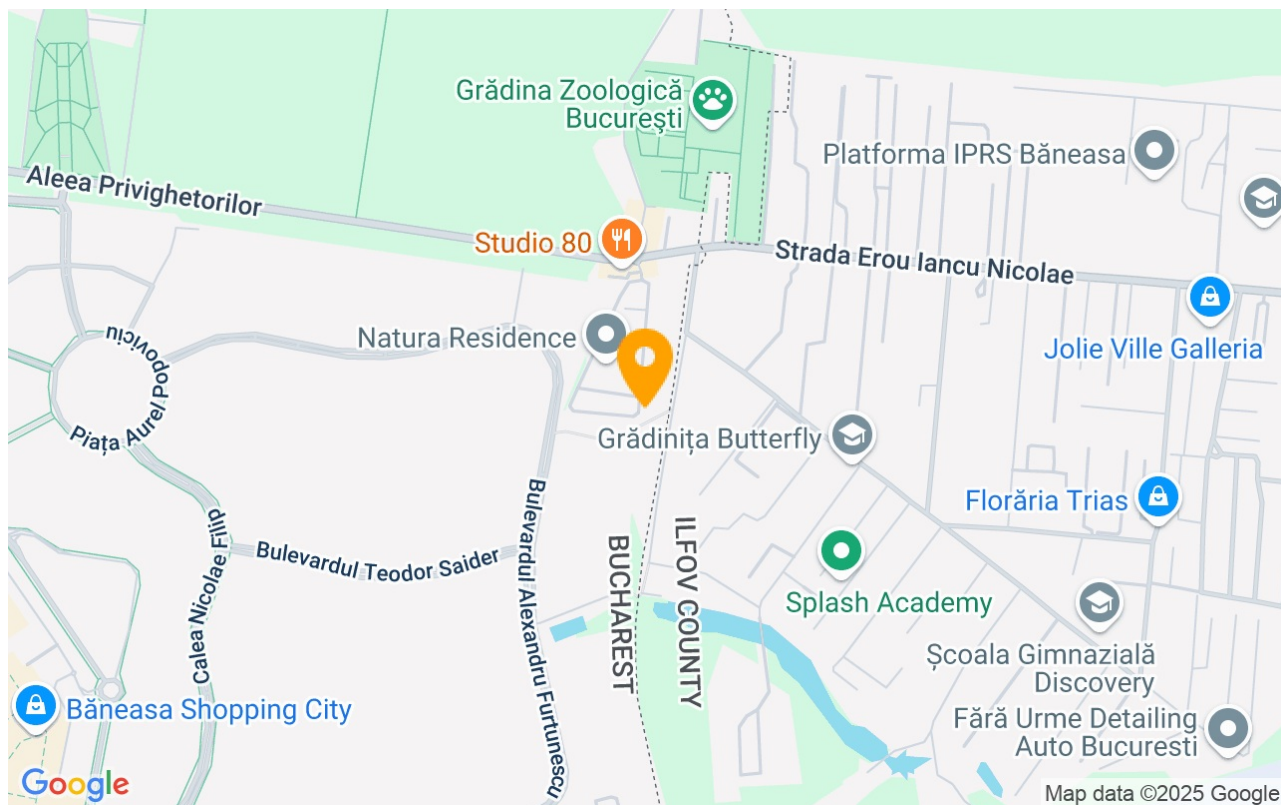 Grădina Zoologică
București
Platforma IPRS Băneasa
Aleea Privighetorilor
Studio 80
Strada Erou Iancu Nicolae
Natura Residence
Jolie Ville Galleria
Piața Aurel Popoviciu
Grădinița Butterfly
Florăria Trias
Calea Nicolae Filip
Bulevardul Teodor Saider
Bulevardul Alexandru Furtunescu
BUCHAREST
ILFOV COUNTY
Splash Academy
Școala Gimnazială
Discovery
Băneasa Shopping City
Fără Urme Detailing
Auto Bucuresti
Google
Map data ©2025 Google